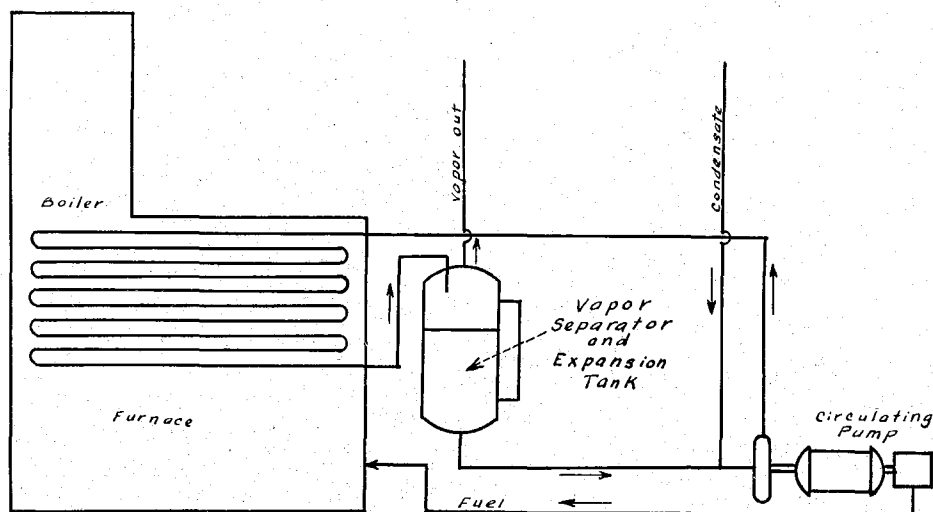 Vapor out
Condensate
Boiler
Vapor
Separator
and
Expansion
Tank
Furnace
Circulating
Pump
Fuel